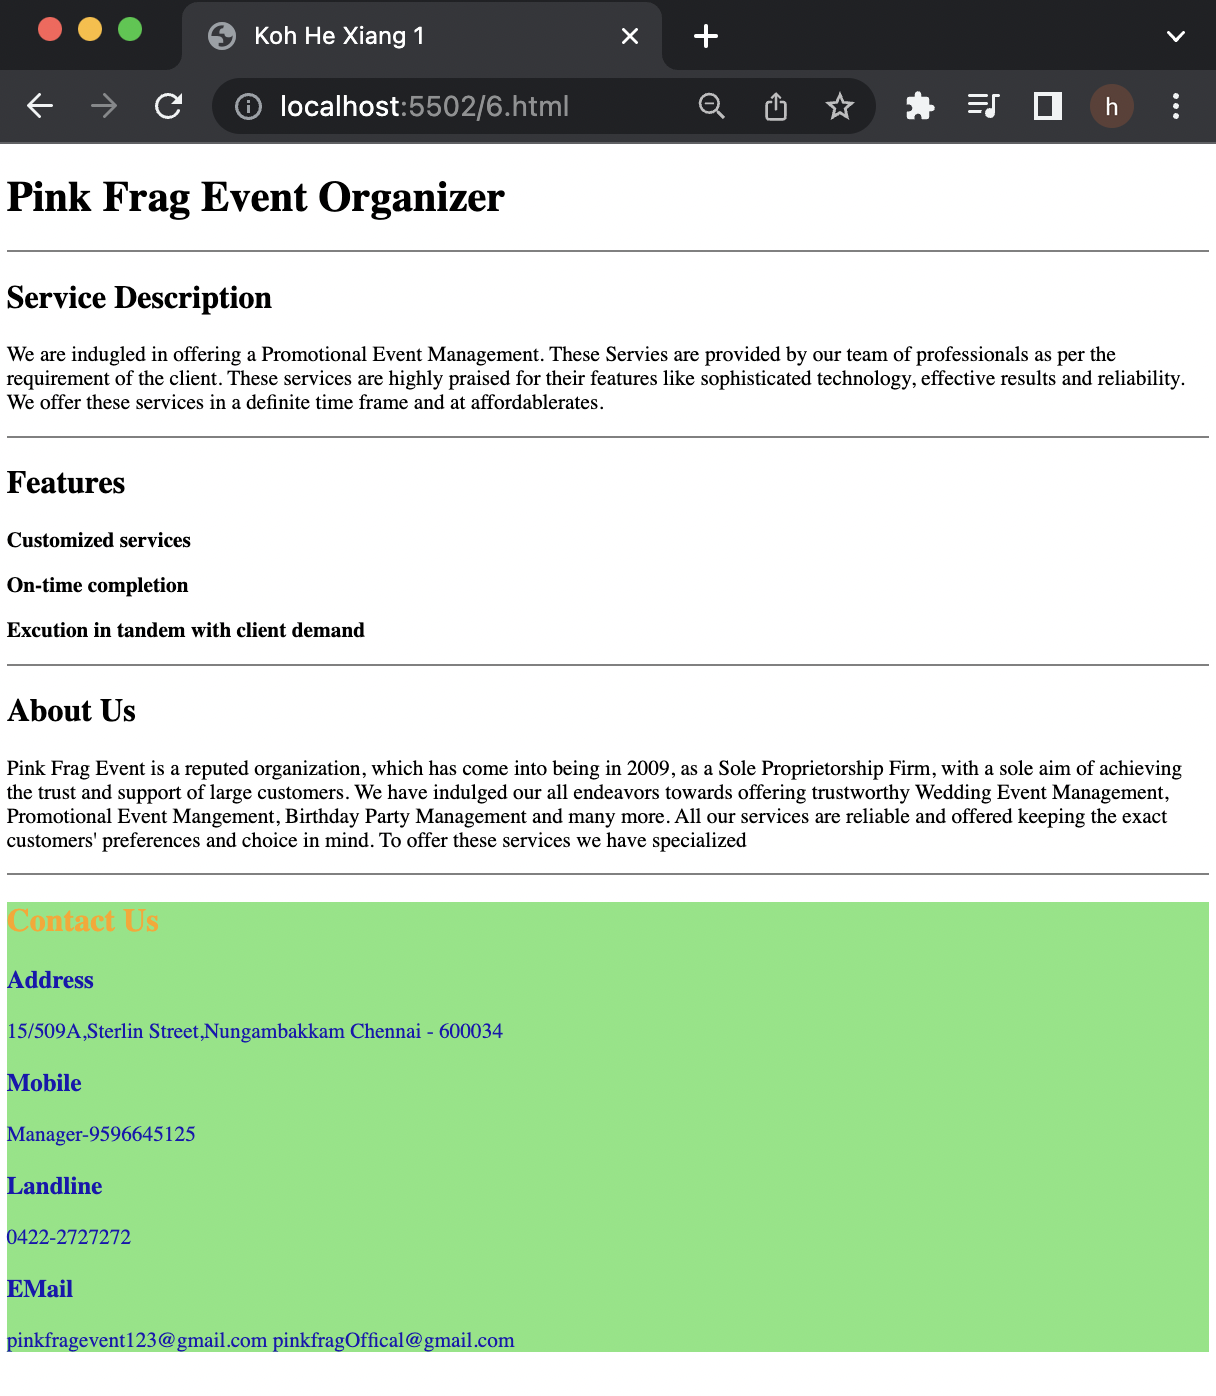 Koh He Xiang 1
localhost:5502/6.html
h
Pink Frag Event Organizer
Service Description
We are indugled in offering a Promotional Event Management. These Servies are provided by our team of professionals as per the
requirement of the client. These services are highly praised for their features like sophisticated technology, effective results and reliability.
We offer these services in a definite time frame and at affordablerates.
Features
Customized services
On-time completion
Excution in tandem with client demand
About Us
Pink Frag Event is a reputed organization, which has come into being in 2009, as a Sole Proprietorship Firm, with a sole aim of achieving
the trust and support of large customers. We have indulged our all endeavors towards offering trustworthy Wedding Event Management,
Promotional Event Mangement, Birthday Party Management and many more. All our services are reliable and offered keeping the exact
customers' preferences and choice in mind. To offer these services we have specialized
Contact Us
Address
15/509A,Sterlin Street,Nungambakkam Chennai - 600034
Mobile
Manager-9596645125
Landline
0422-2727272
EMail
pinkfragevent123@gmail.com pinkfragOffical@gmail.com